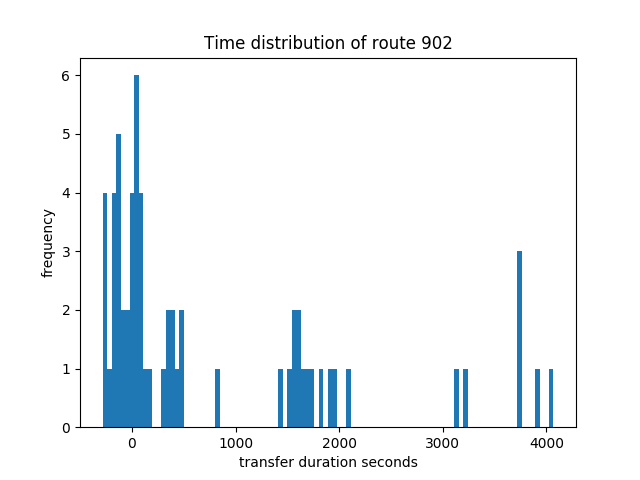 Time distribution of route 902
6
5
4
3
2
1
0
frequency
0 1000 2000 3000 4000
transfer duration seconds